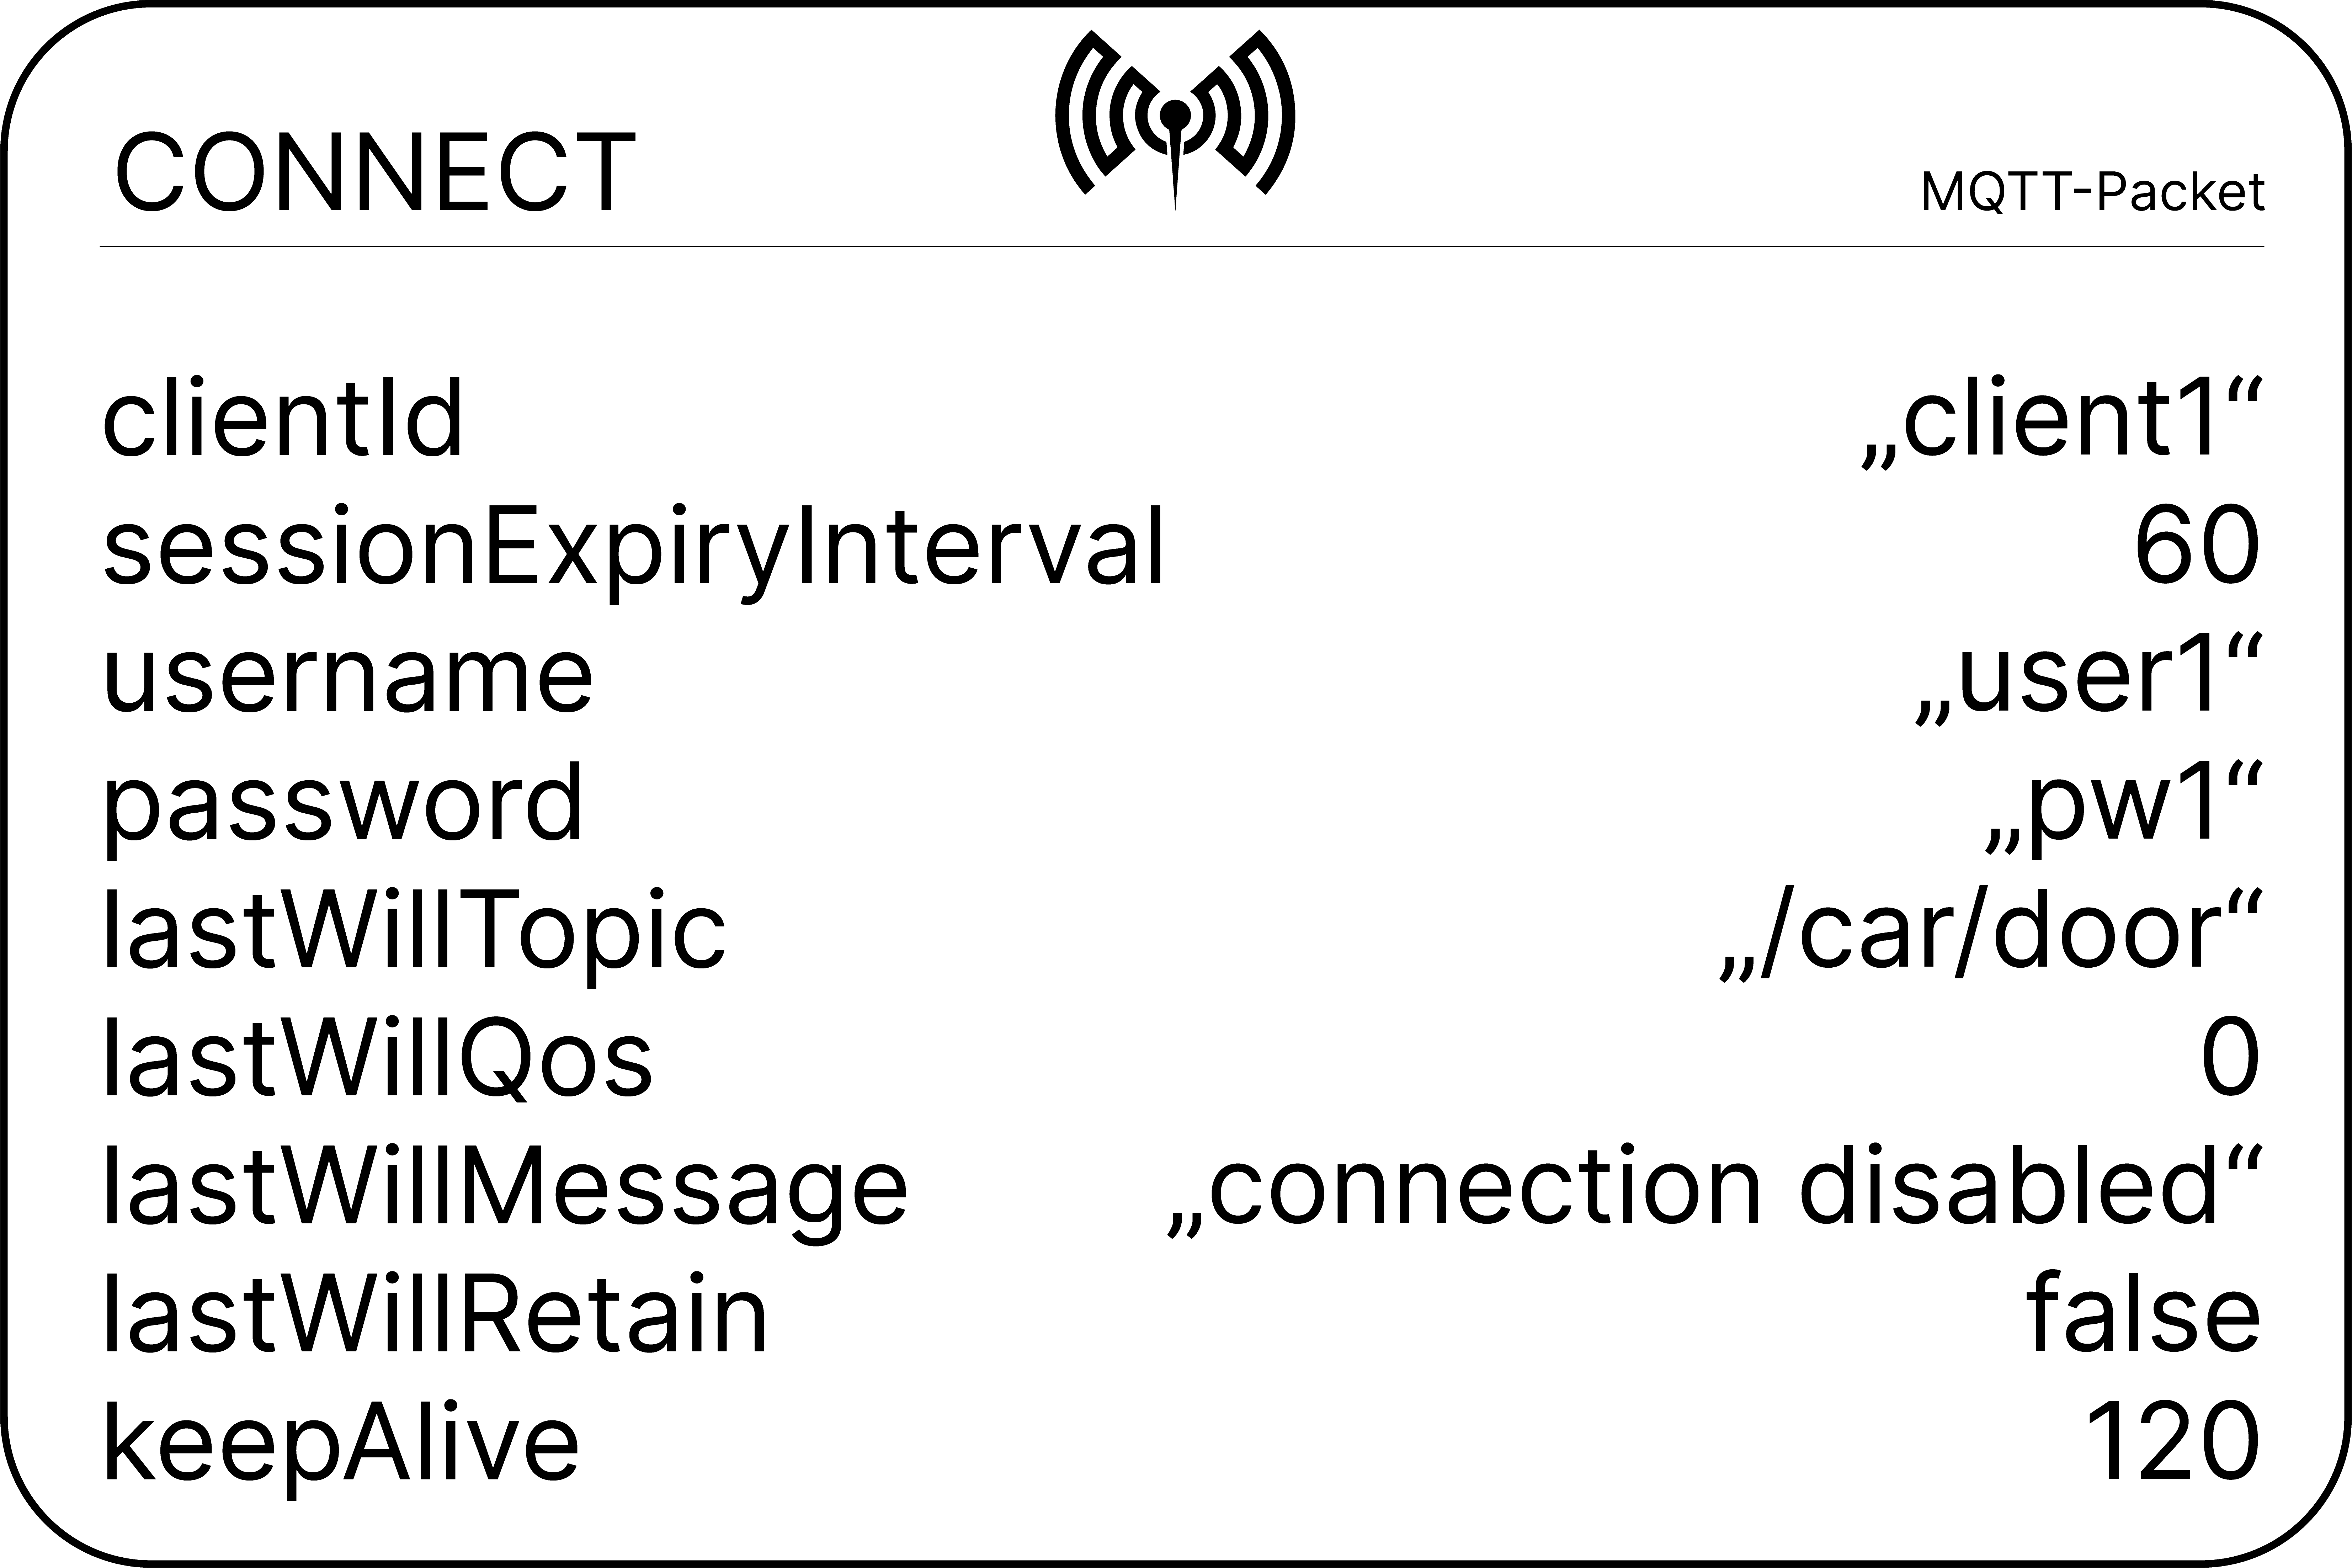 CONNECT MQTT-Packet
clientId „client1“
sessionExpiryInterval 60
username „user1“
password „pw1“
lastWillTopic „/car/door“
lastWillQos 0
lastWillMessage „connection disabled“
lastWillRetain false
keepAlive 120